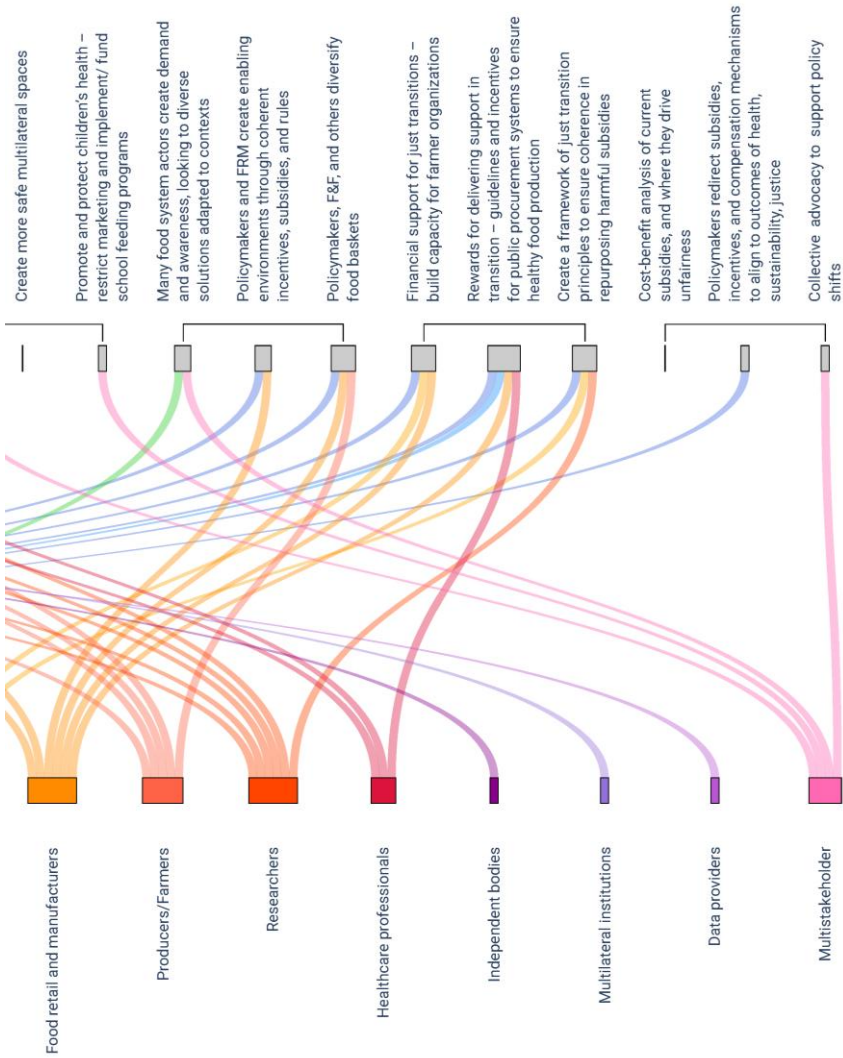 Create more safe multilateral spaces
Promote and protect children's health –
restrict marketing and implement/ fund
school feeding programs
Many food system actors create demand
and awareness, looking to diverse
solutions adapted to contexts
Policymakers and FRM create enabling
environments through coherent
incentives, subsidies, and rules
Policymakers, F&F, and others diversify
food baskets
Financial support for just transitions –
build capacity for farmer organizations
Rewards for delivering support in
transition – guidelines and incentives
for public procurement systems to ensure
healthy food production
Create a framework of just transition
principles to ensure coherence in
repurposing harmful subsidies
Cost-benefit analysis of current
subsidies, and where they drive
unfairness
Policymakers redirect subsidies,
incentives, and compensation mechanisms
to align to outcomes of health,
sustainability, justice
Collective advocacy to support policy
shifts
Food retail and manufacturers
Producers/Farmers
Researchers
Healthcare professionals
Independent bodies
Multilateral institutions
Data providers
Multistakeholder